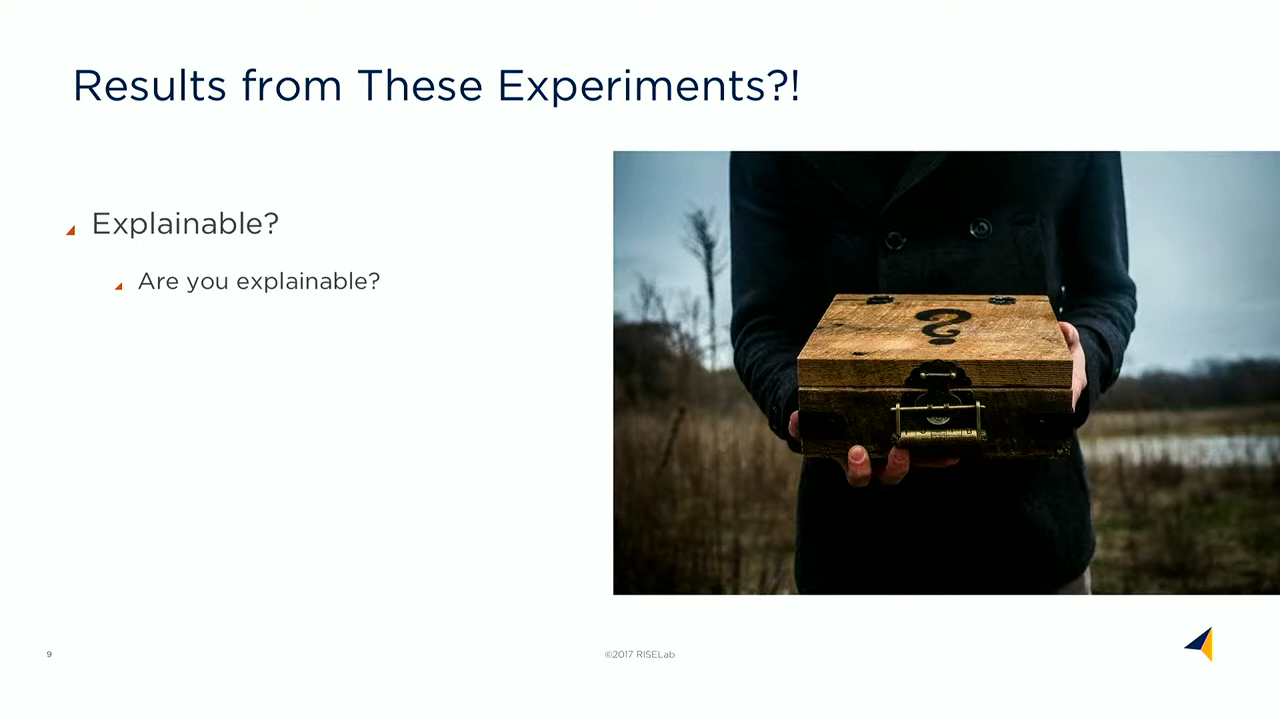 Results from These Experiments?!
Explainable?
Are you explainable?
?
9
©2017 RISELab